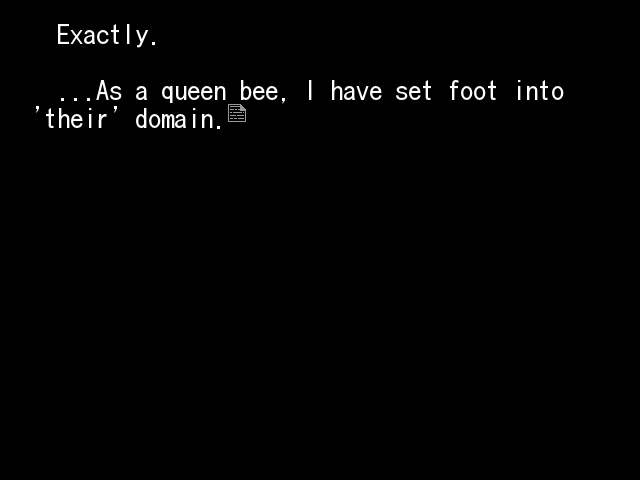 Exactly.
...As a queen bee, I have set foot into
'their' domain.